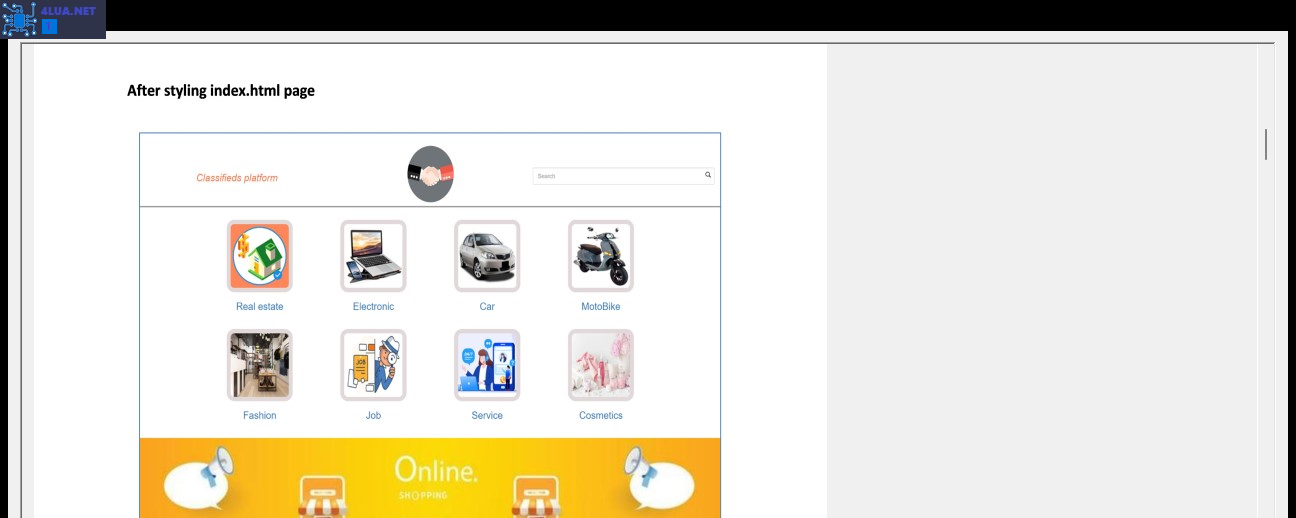 4LUA.NET
After styling index.html page
Classifieds platform
Search
Real estate
Electronic
Car
MotoBike
Fashion
JOB
Job
Service
Cosmetics
Online.
SHOPPING